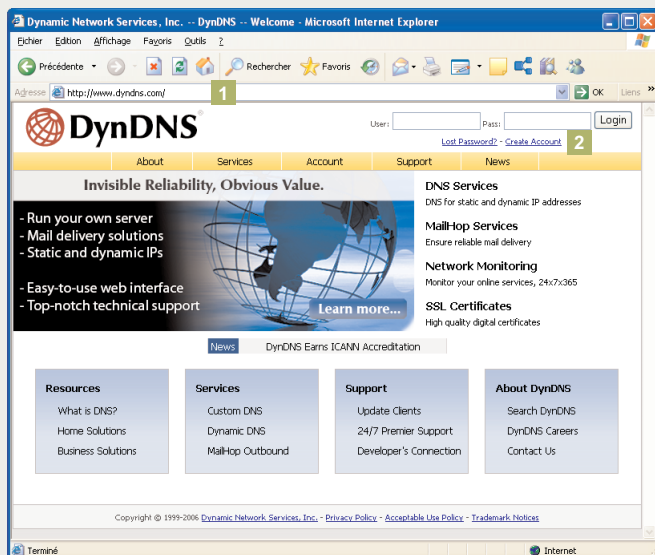 Dynamic Network Services, Inc. -- DynDNS -- Welcome - Microsoft Internet Explorer
Fichier Edition Affichage Favoris Outils ?
Précédente Rechercher Favoris
Adresse http://www.dyndns.com/ OK Liens »
1
DynDNS
User: Pass: Login
Lost Password? - Create Account
2
About Services Account Support News
Invisible Reliability, Obvious Value.
- Run your own server
- Mail delivery solutions
- Static and dynamic IPs
- Easy-to-use web interface
- Top-notch technical support
Learn more...
DNS Services
DNS for static and dynamic IP addresses
MailHop Services
Ensure reliable mail delivery
Network Monitoring
Monitor your online services, 24x7x365
SSL Certificates
High quality digital certificates
News DynDNS Earns ICANN Accreditation
Resources
What is DNS?
Home Solutions
Business Solutions
Services
Custom DNS
Dynamic DNS
MailHop Outbound
Support
Update Clients
24/7 Premier Support
Developer's Connection
About DynDNS
Search DynDNS
DynDNS Careers
Contact Us
Copyright © 1999-2006 Dynamic Network Services, Inc. - Privacy Policy - Acceptable Use Policy - Trademark Notices
Terminé Internet